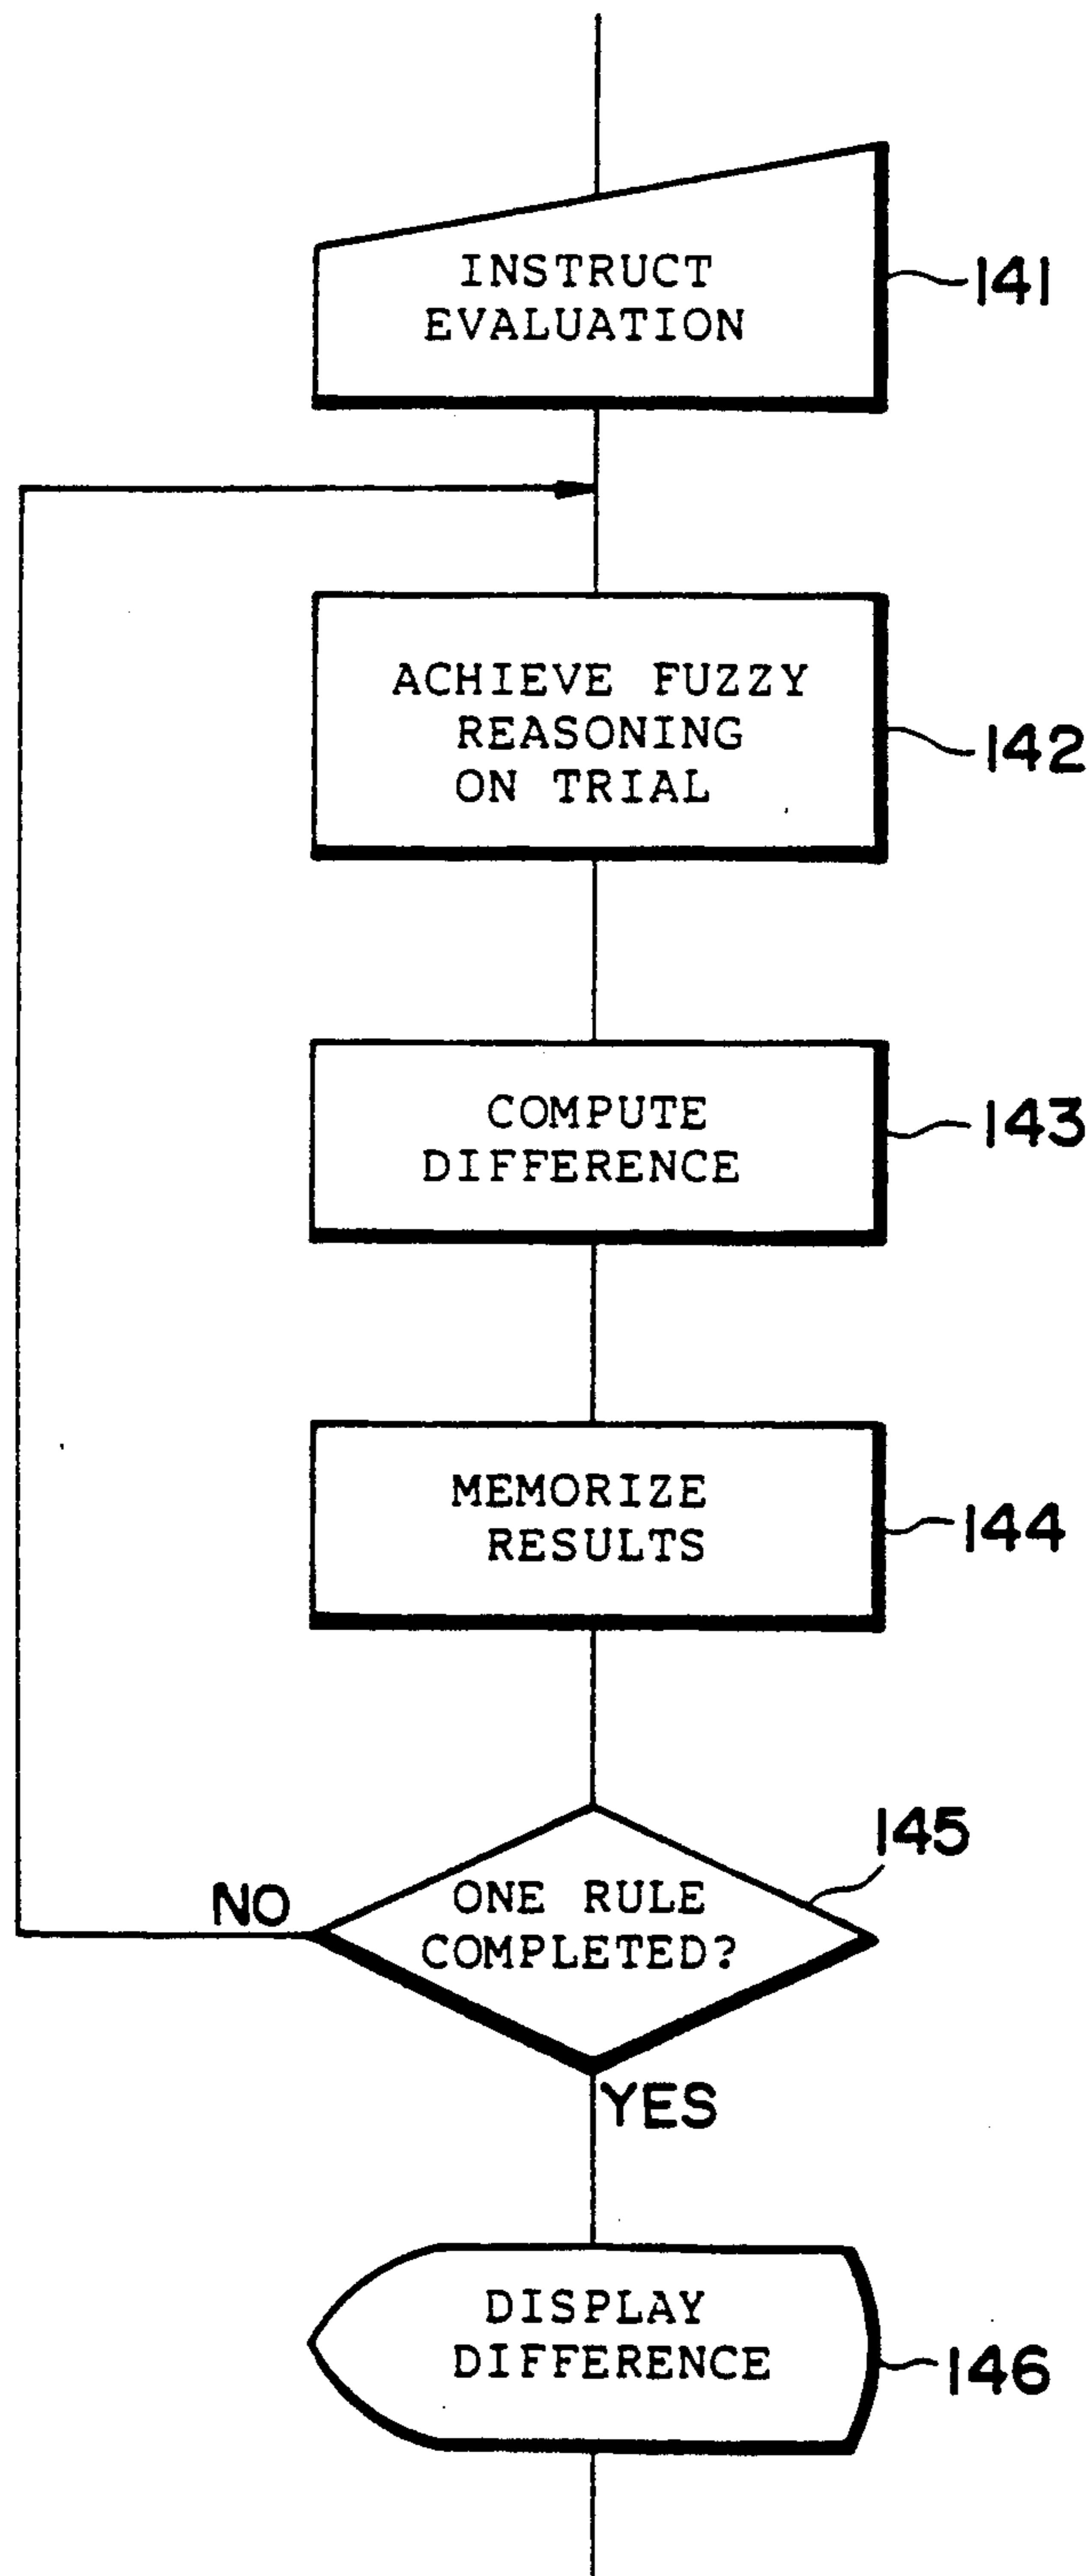 INSTRUCT
EVALUATION
141
ACHIEVE FUZZY
REASONING
ON TRIAL
142
COMPUTE
DIFFERENCE
143
MEMORIZE
RESULTS
144
145
ONE RULE
COMPLETED?
NO
YES
DISPLAY
DIFFERENCE
146